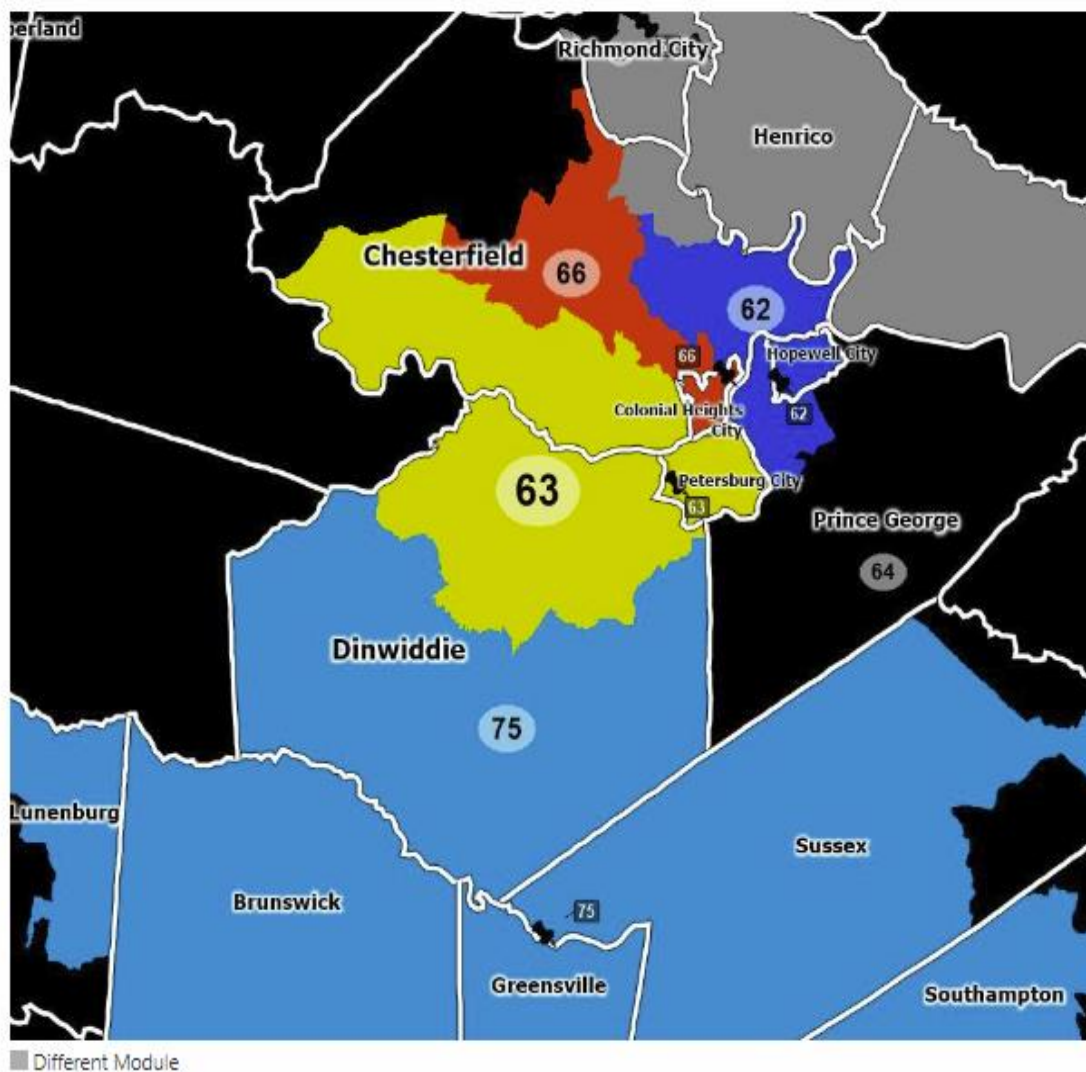 berland
Richmond City
Henrico
Chesterfield
66
62
66
Hopewell City
Colonial Heights
City
62
63
Petersburg City
63
Prince George
64
Dinwiddie
75
Lunenburg
Sussex
Brunswick
75
Greensville
Southampton
Different Module